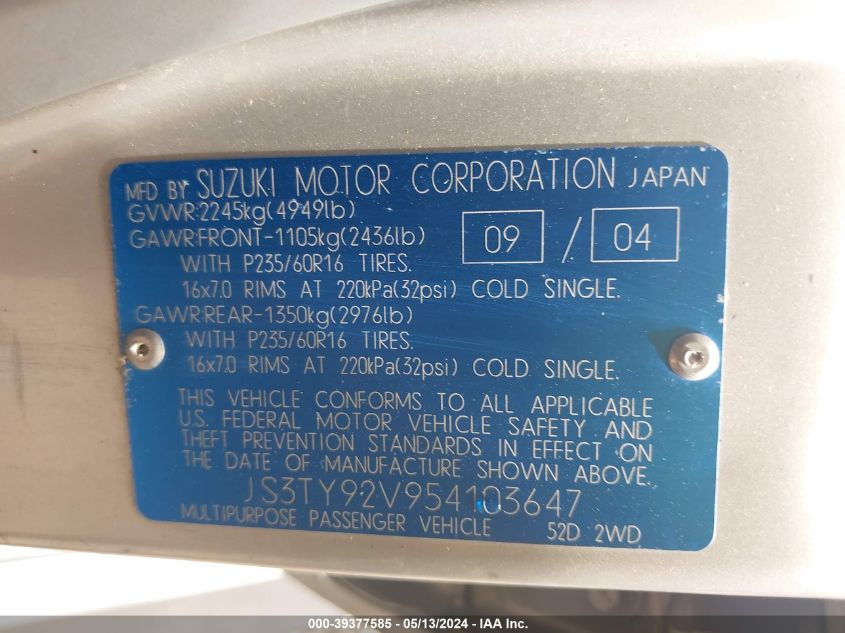 MFD BY SUZUKI MOTOR CORPORATION JAPAN
GVWR:2245kg(4949lb)
GAWR:FRONT-1105kg(2436lb) 09 / 04
WITH P235/60R16 TIRES.
16x7.0 RIMS AT 220kPa(32psi) COLD SINGLE.
GAWR:REAR-1350kg(2976lb)
WITH P235/60R16 TIRES.
16x7.0 RIMS AT 220kPa(32psi) COLD SINGLE.
THIS VEHICLE CONFORMS TO ALL APPLICABLE
U.S. FEDERAL MOTOR VEHICLE SAFETY AND
THEFT PREVENTION STANDARDS IN EFFECT ON
THE DATE OF MANUFACTURE SHOWN ABOVE.
JS3TY92V954103647
MULTIPURPOSE PASSENGER VEHICLE 52D 2WD
000-39377585 - 05/13/2024 - IAA Inc.